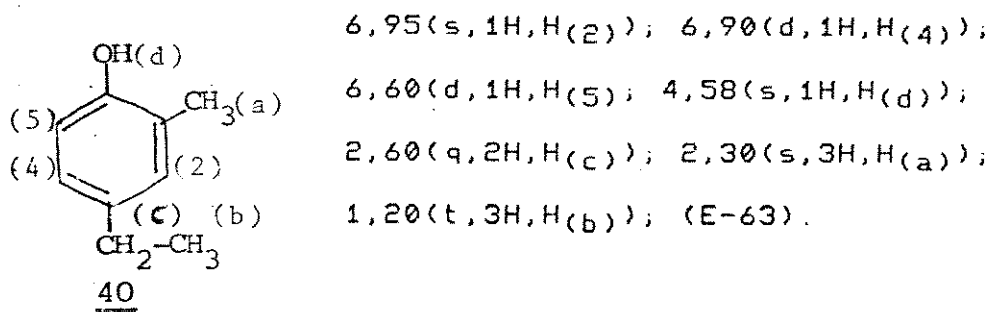 6,95(s,1H,H(2)); 6,90(d,1H,H(4));
OH(d)
6,60(d,1H,H(5); 4,58(s,1H,H(d));
CH3(a)
(5)
2,60(q,2H,H(c)); 2,30(s,3H,H(a));
(4) (2)
1,20(t,3H,H(b)); (E-63).
(C) (b)
CH2-CH3
40